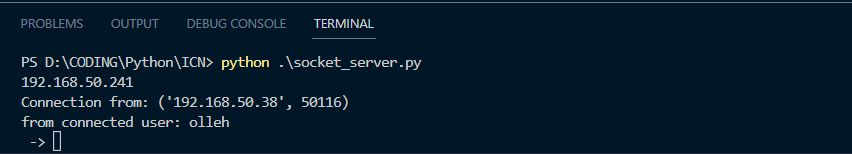 PROBLEMS OUTPUT DEBUG CONSOLE TERMINAL
PS D:\CODING\Python\ICN> python .\socket_server.py
192.168.50.241
Connection from: ('192.168.50.38', 50116)
from connected user: olleh
 ->